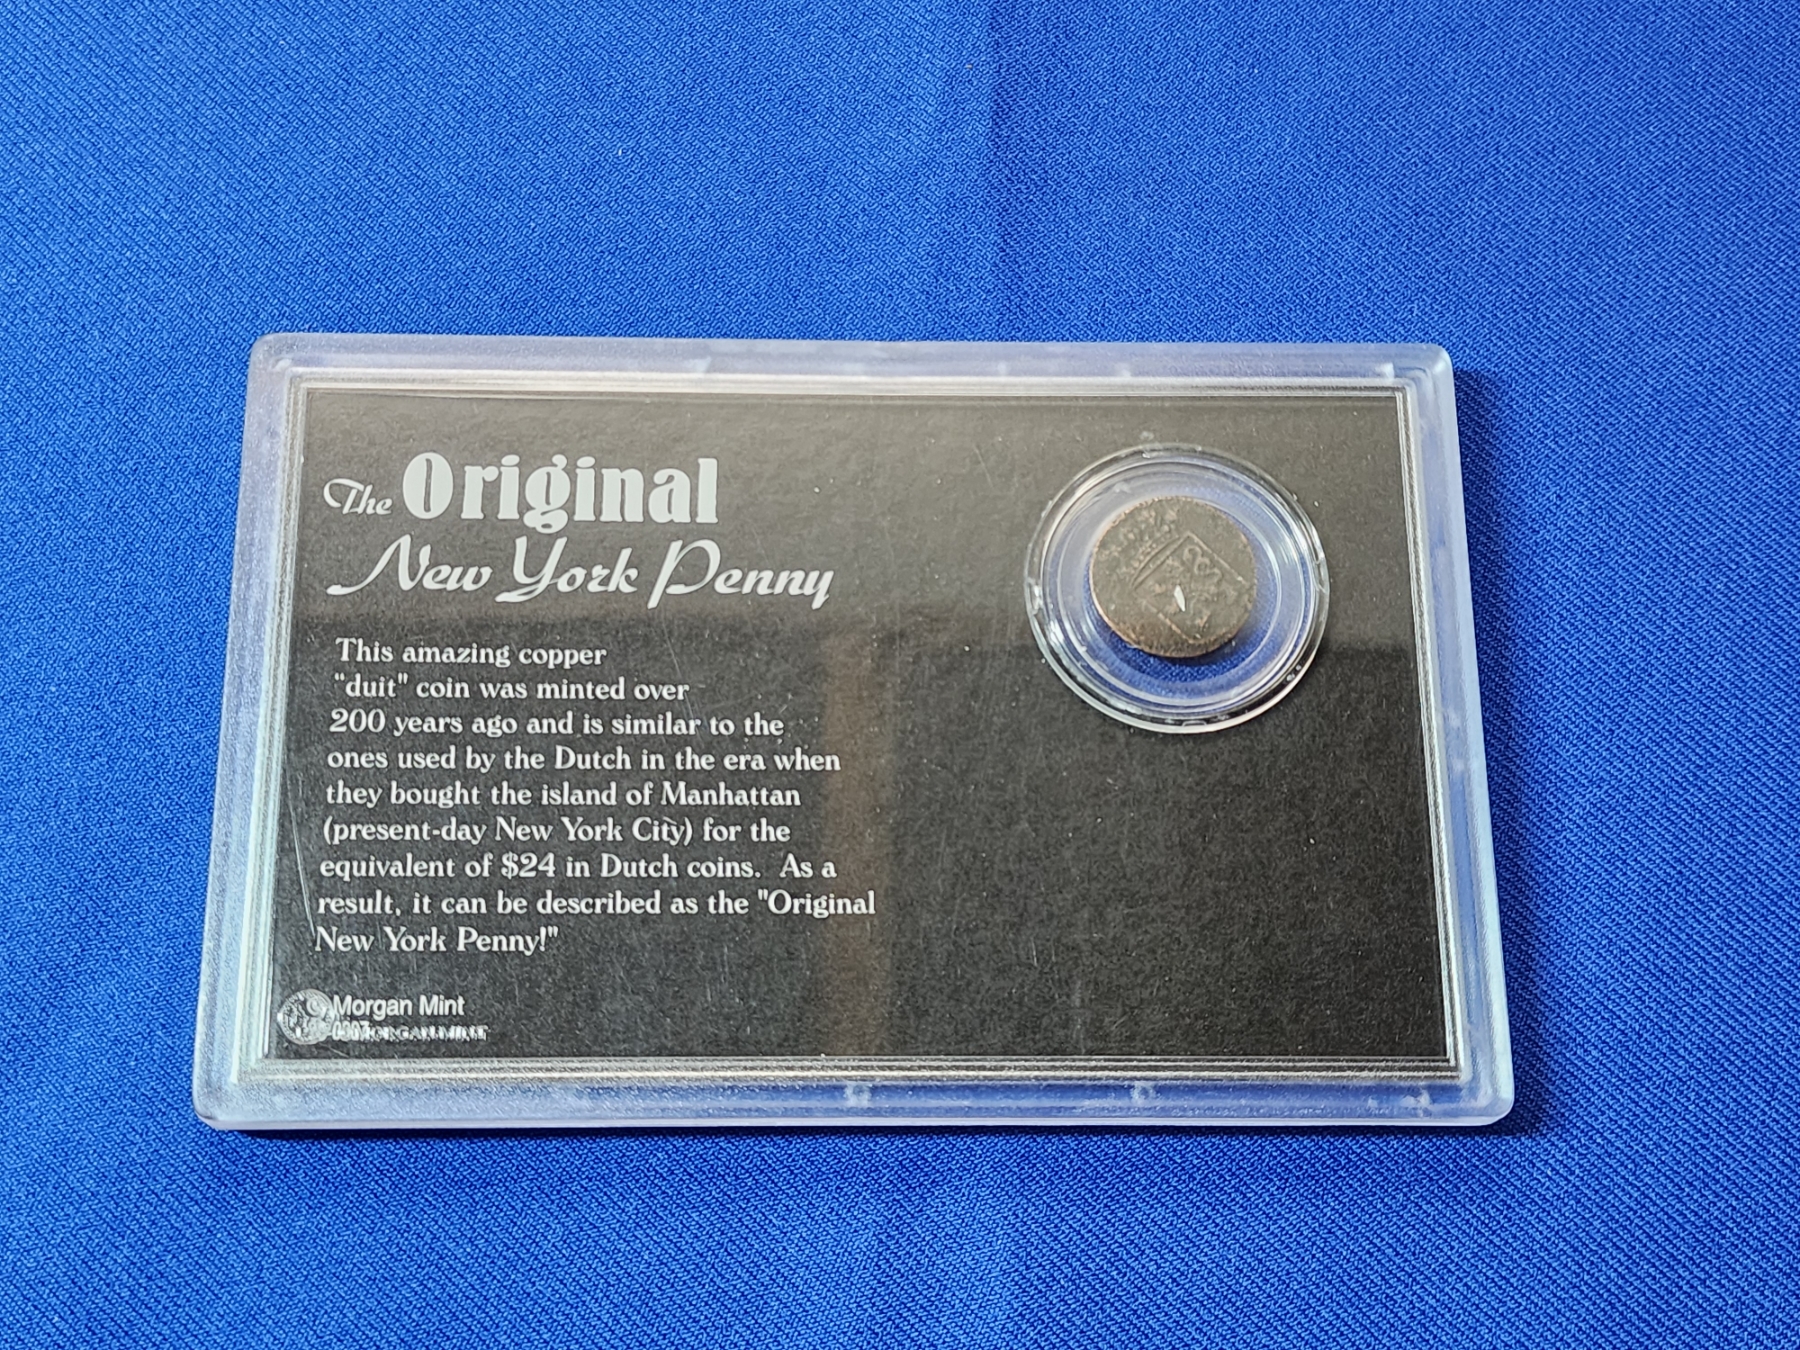 The Original
New York Penny
This amazing copper
"duit" coin was minted over
200 years ago and is similar to the
ones used by the Dutch in the era when
they bought the island of Manhattan
(present-day New York City) for the
equivalent of $24 in Dutch coins. As a
result, it can be described as the "Original
New York Penny!"
© Morgan Mint
MORGAN MINT